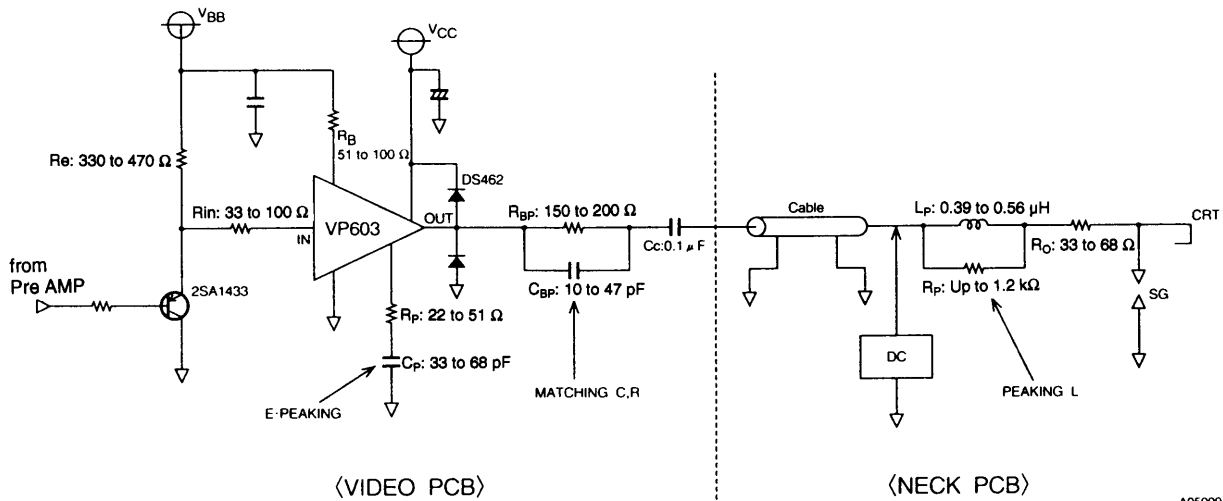 VBB
VCC
RB
51 to 100 Ω
Re: 330 to 470 Ω
DS462
Rin: 33 to 100 Ω
IN
VP603
OUT
RBP: 150 to 200 Ω
Cc:0.1 μF
CBP: 10 to 47 pF
Cable
LP: 0.39 to 0.56 μH
CRT
RO: 33 to 68 Ω
RP: Up to 1.2 kΩ
SG
from
Pre AMP
2SA1433
RP: 22 to 51 Ω
CP: 33 to 68 pF
DC
E·PEAKING
MATCHING C,R
PEAKING L
〈VIDEO PCB〉
〈NECK PCB〉